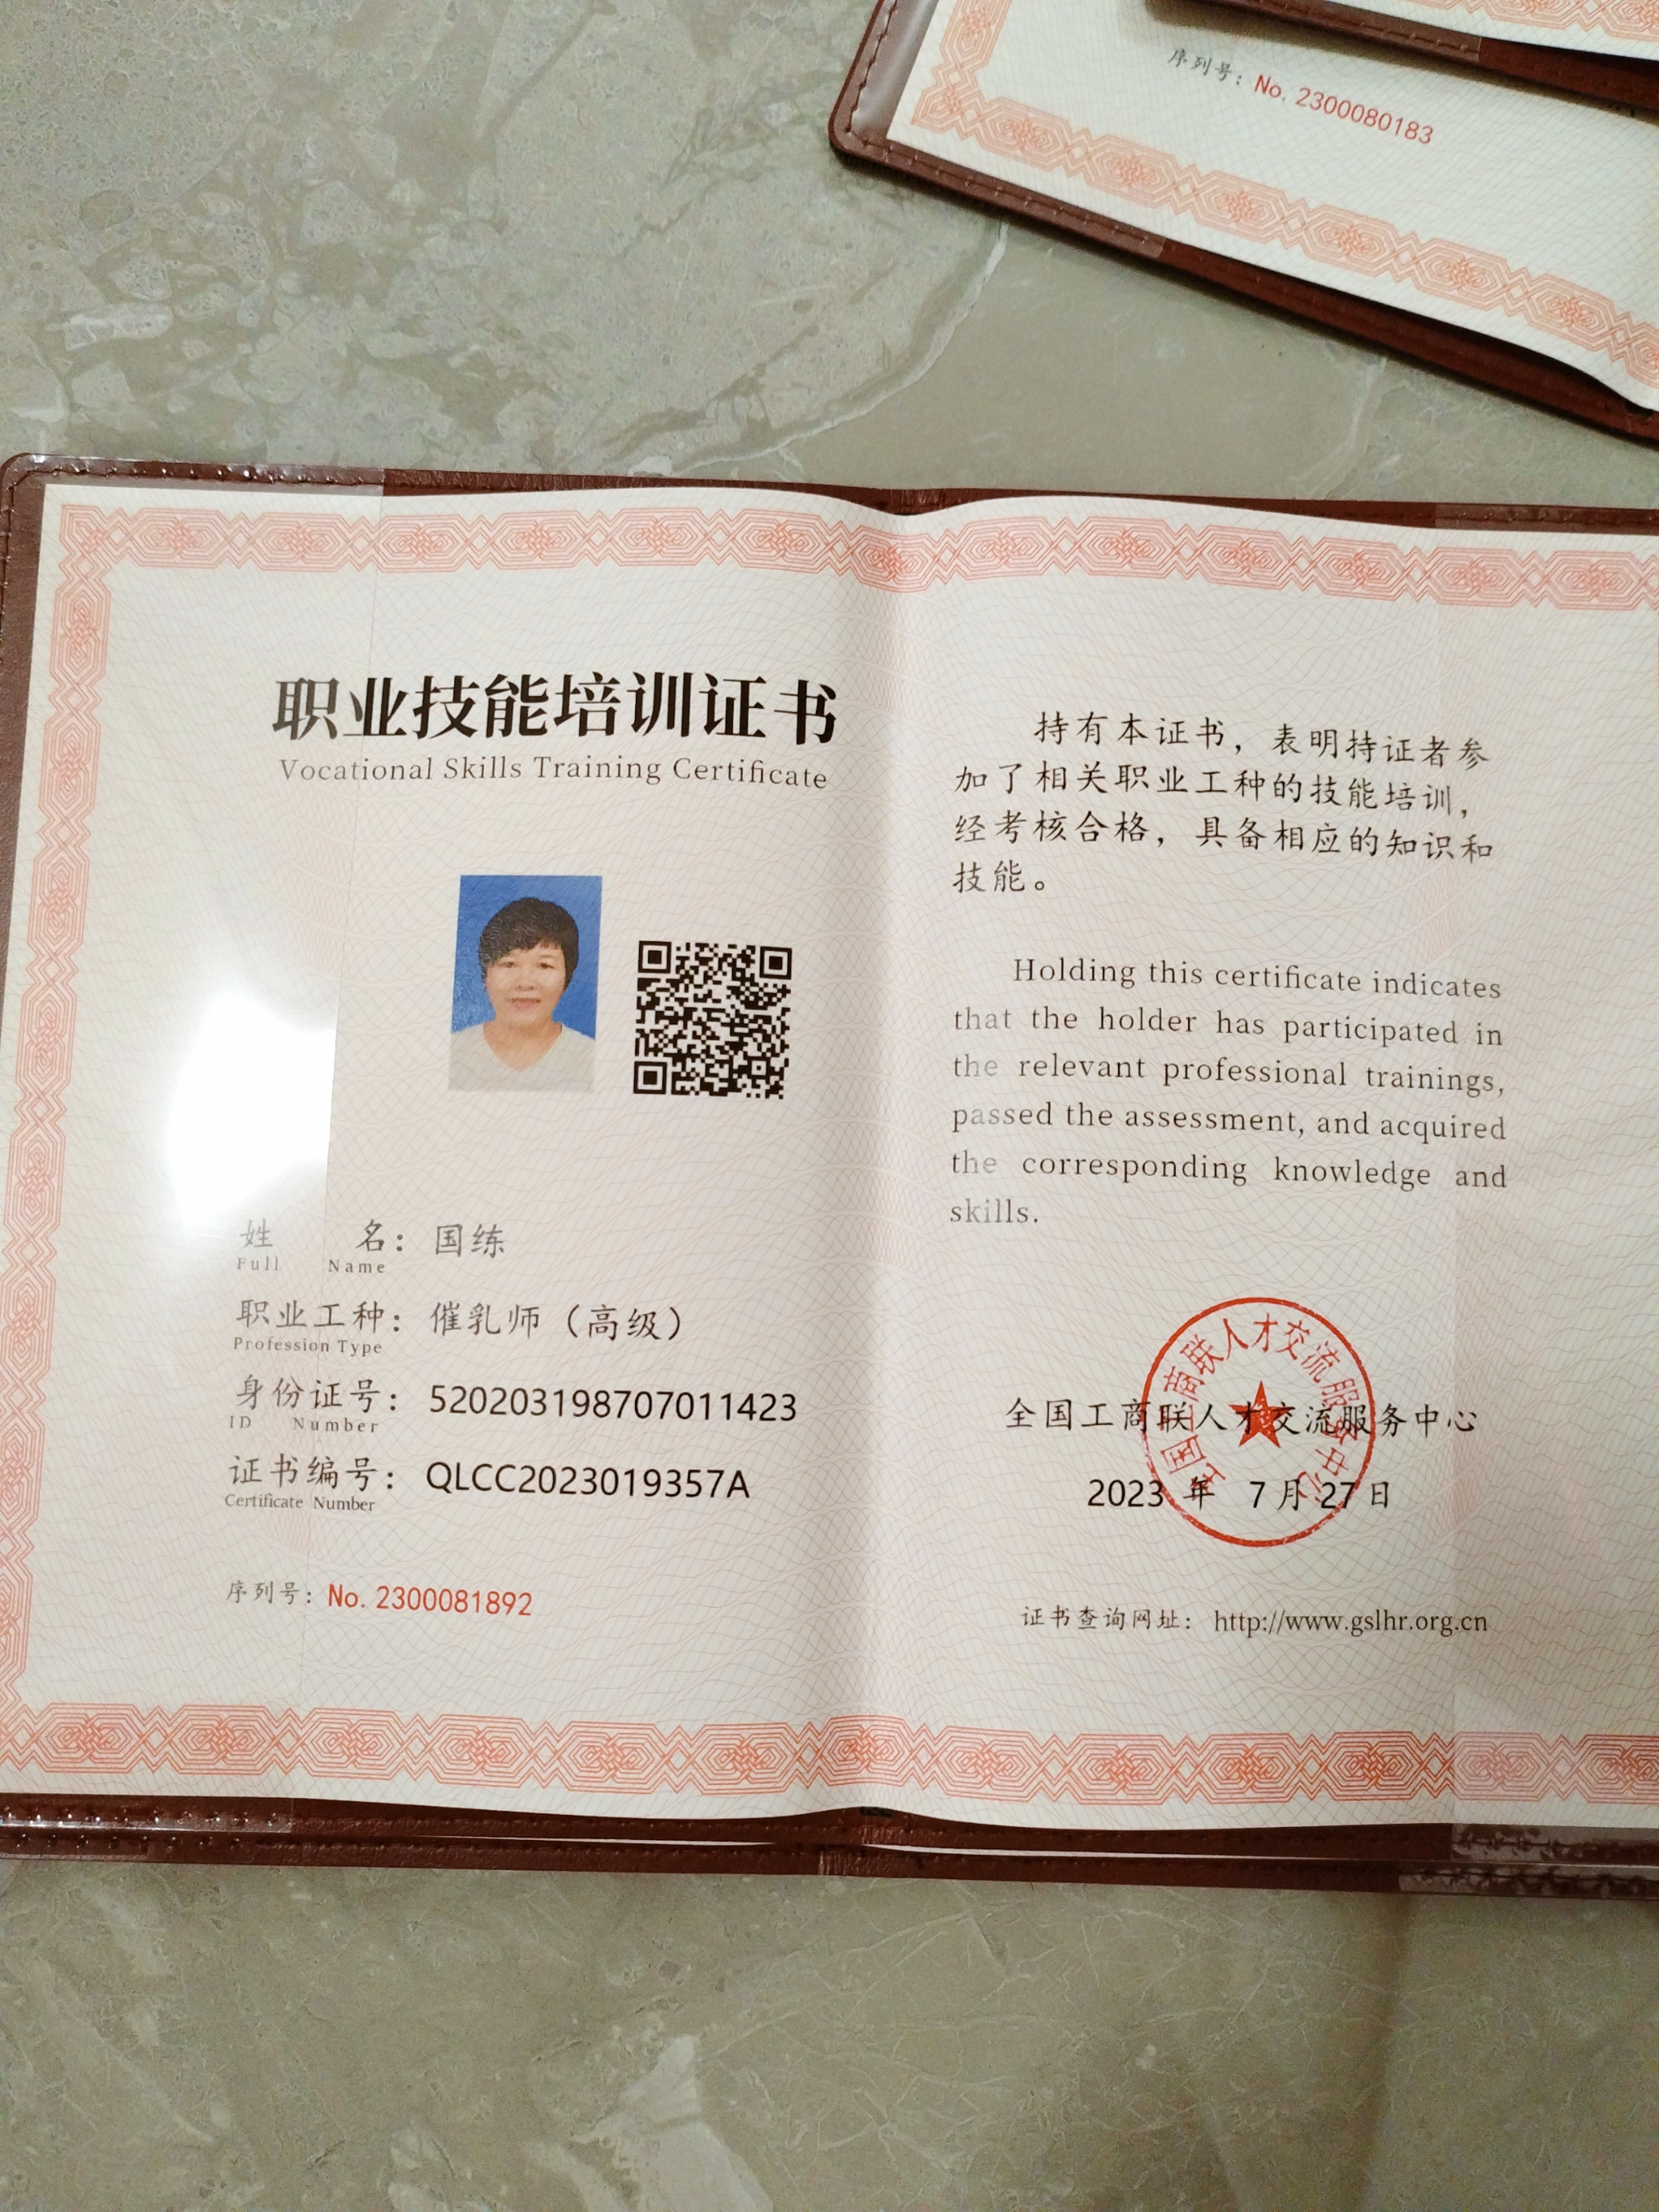 序列号：No. 2300080183
职业技能培训证书
Vocational Skills Training Certificate
姓 名：国练
Full Name
职业工种：催乳师（高级）
Profession Type
身份证号：520203198707011423
ID Number
证书编号：QLCC2023019357A
Certificate Number
序列号：No. 2300081892
持有本证书，表明持证者参
加了相关职业工种的技能培训，
经考核合格，具备相应的知识和
技能。
Holding this certificate indicates
that the holder has participated in
the relevant professional trainings,
passed the assessment, and acquired
the corresponding knowledge and
skills.
全国工商联人才交流服务中心
全国工商联人才交流服务中心
2023 年 7 月 27 日
证书查询网址：http://www.gslhr.org.cn